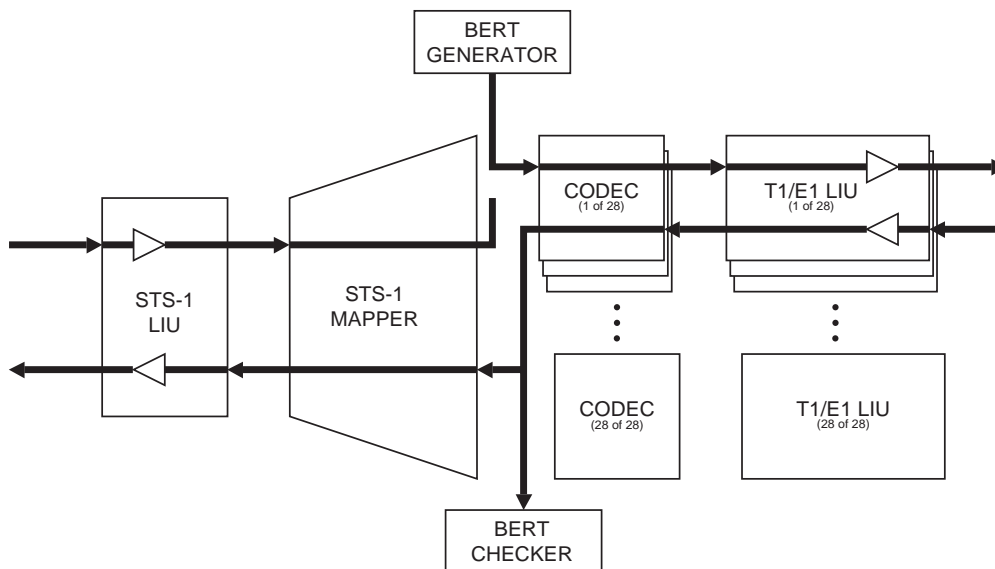 BERT
GENERATOR
CODEC
(1 of 28)
T1/E1 LIU
(1 of 28)
STS-1
LIU
STS-1
MAPPER
CODEC
(28 of 28)
T1/E1 LIU
(28 of 28)
BERT
CHECKER